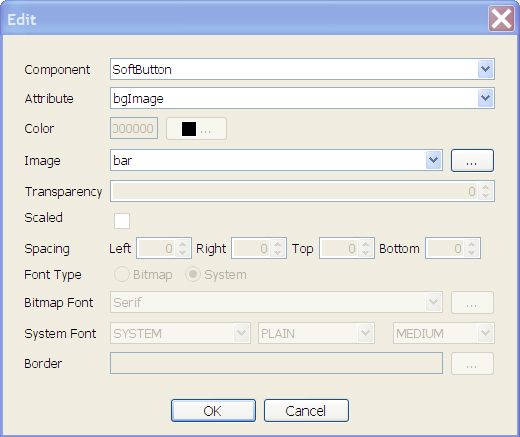 Edit
Component SoftButton
Attribute bgImage
Color 000000 ...
Image bar ...
Transparency 0
Scaled
Spacing Left 0 Right 0 Top 0 Bottom 0
Font Type Bitmap System
Bitmap Font Serif ...
System Font SYSTEM PLAIN MEDIUM
Border ...
OK Cancel